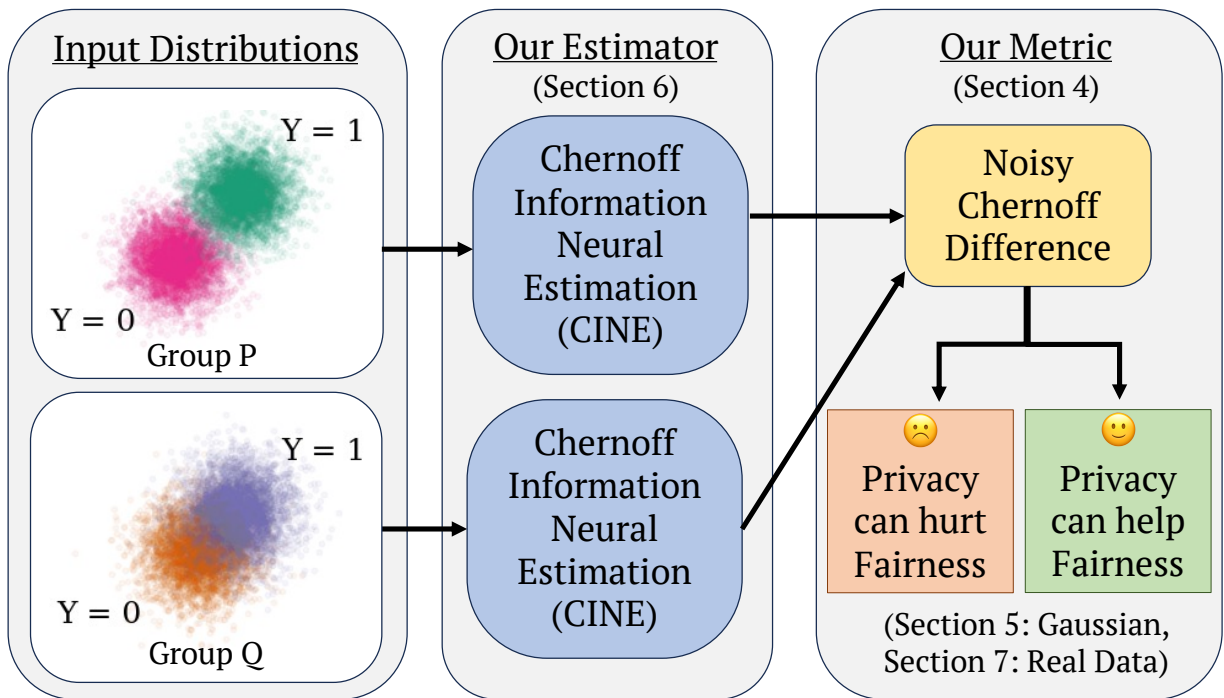 Input Distributions
Y = 1
Y = 0
Group P
Y = 1
Y = 0
Group Q
Our Estimator
(Section 6)
Chernoff
Information
Neural
Estimation
(CINE)
Chernoff
Information
Neural
Estimation
(CINE)
Our Metric
(Section 4)
Noisy
Chernoff
Difference
Privacy
can hurt
Fairness
Privacy
can help
Fairness
(Section 5: Gaussian,
Section 7: Real Data)